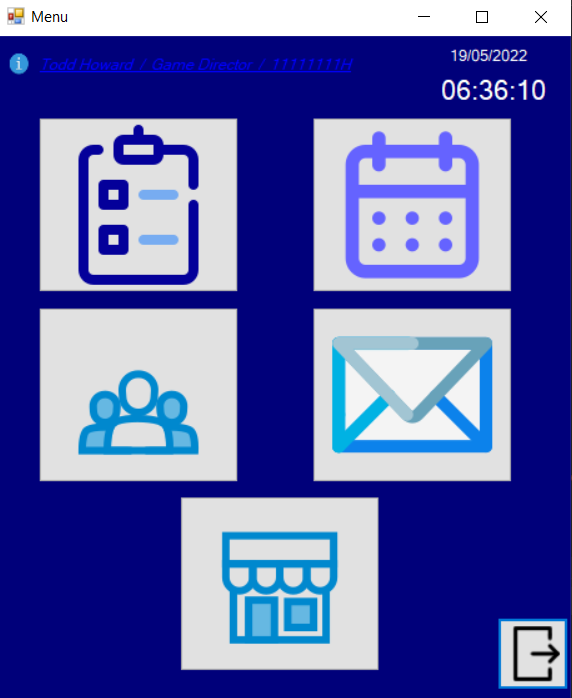 Menu
Todd Howard / Game Director / 11111111H
19/05/2022
06:36:10